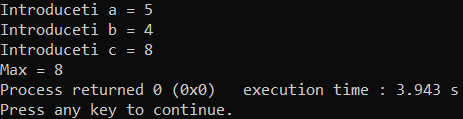 Introduceti a = 5
Introduceti b = 4
Introduceti c = 8
Max = 8
Process returned 0 (0x0)   execution time : 3.943 s
Press any key to continue.